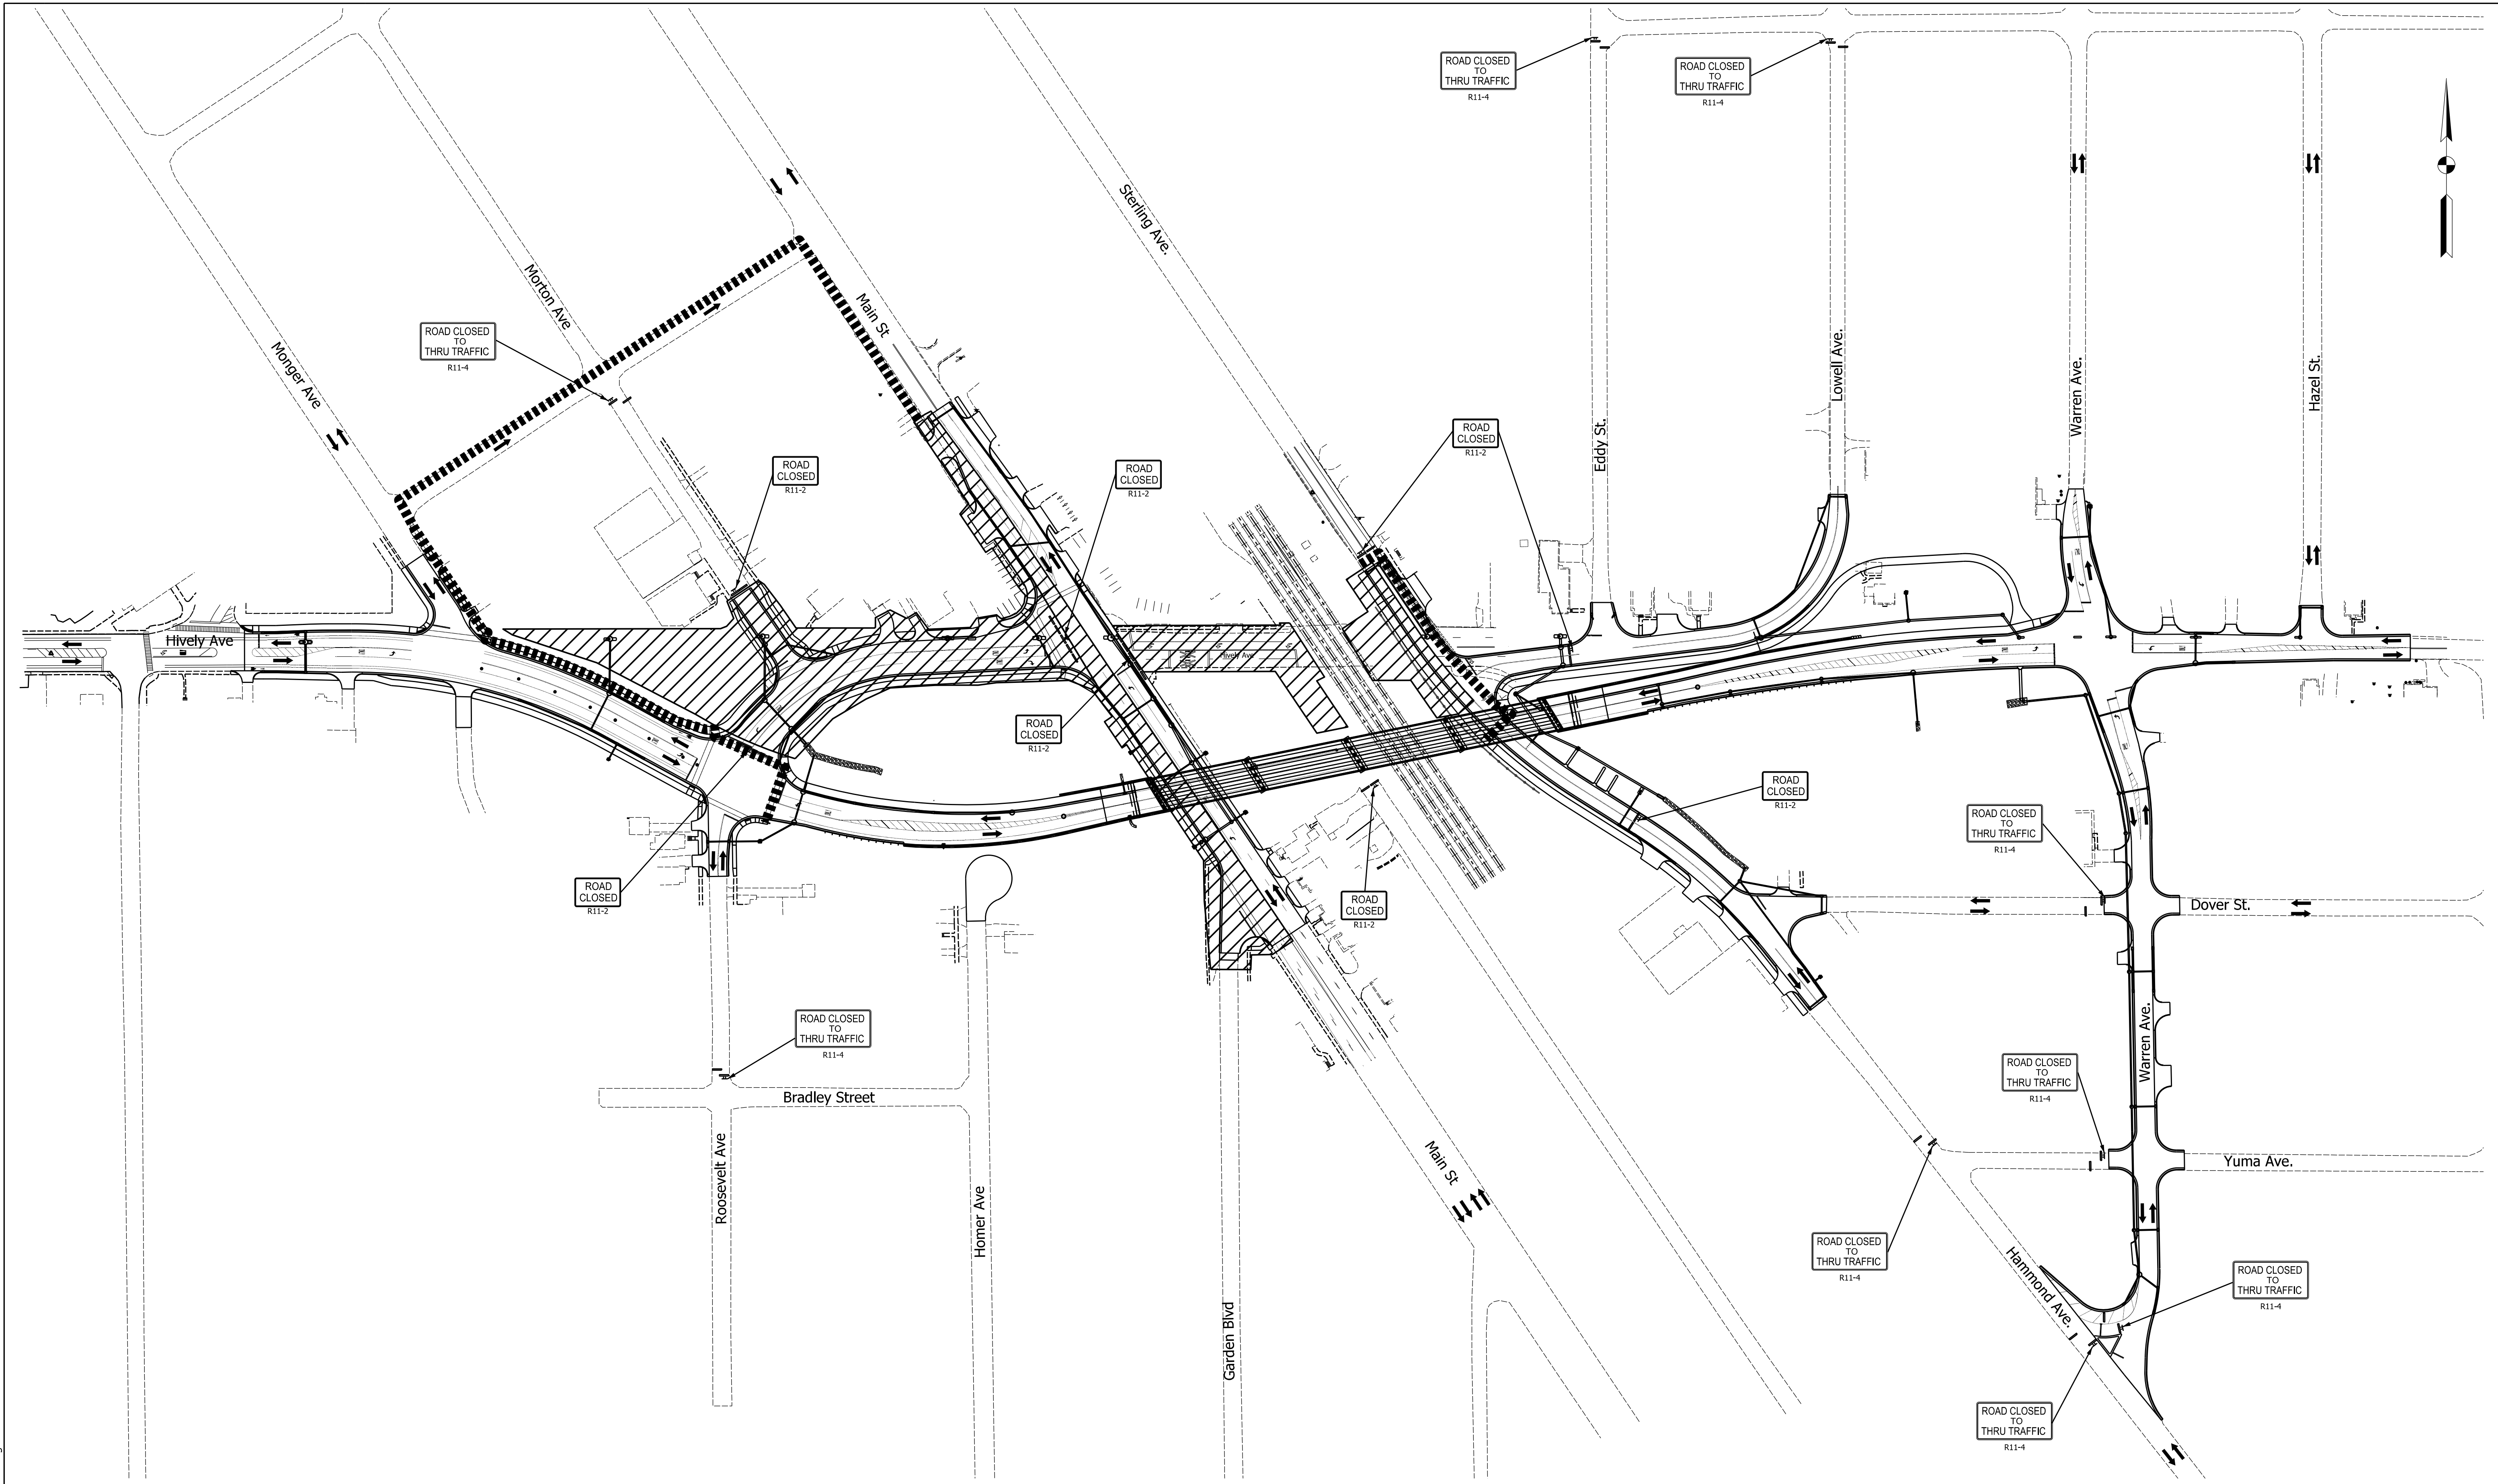 ROAD CLOSED
TO
THRU TRAFFIC
R11-4
ROAD CLOSED
TO
THRU TRAFFIC
R11-4
Sterling Ave.
Morton Ave
Main St
ROAD CLOSED
TO
THRU TRAFFIC
R11-4
Monger Ave
Lowell Ave.
Warren Ave.
Hazel St.
Eddy St.
ROAD
CLOSED
R11-2
ROAD
CLOSED
R11-2
ROAD
CLOSED
R11-2
Hively Ave
Hively Ave
ROAD
CLOSED
R11-2
ROAD
CLOSED
R11-2
ROAD CLOSED
TO
THRU TRAFFIC
R11-4
ROAD
CLOSED
R11-2
ROAD
CLOSED
R11-2
Dover St.
ROAD CLOSED
TO
THRU TRAFFIC
R11-4
Warren Ave.
ROAD CLOSED
TO
THRU TRAFFIC
R11-4
Bradley Street
Roosevelt Ave
Homer Ave
Main St
Yuma Ave.
ROAD CLOSED
TO
THRU TRAFFIC
R11-4
Hammond Ave.
ROAD CLOSED
TO
THRU TRAFFIC
R11-4
Garden Blvd
ROAD CLOSED
TO
THRU TRAFFIC
R11-4